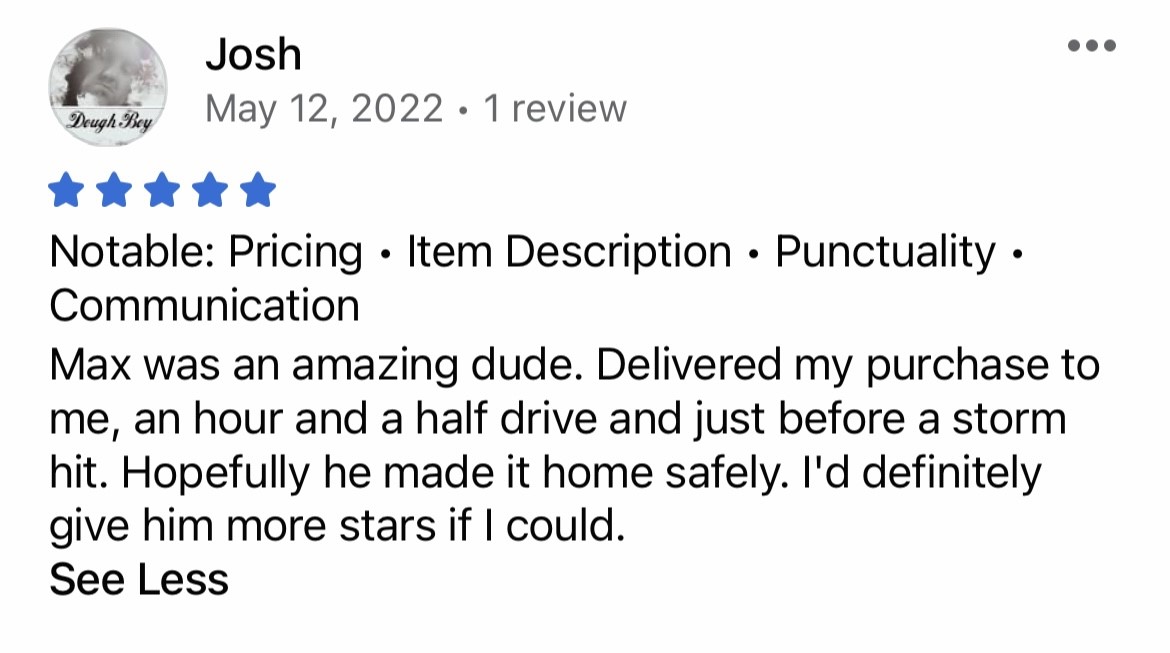 Josh
May 12, 2022 • 1 review
Dough Boy
Notable: Pricing • Item Description • Punctuality •
Communication
Max was an amazing dude. Delivered my purchase to
me, an hour and a half drive and just before a storm
hit. Hopefully he made it home safely. I'd definitely
give him more stars if I could.
See Less